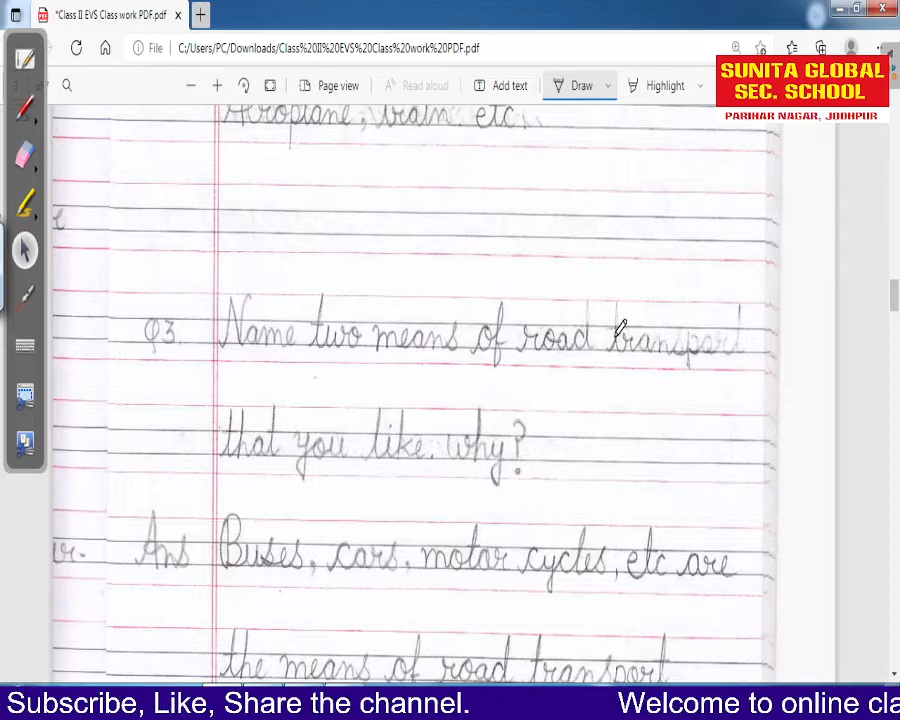 *Class II EVS Class work PDF.pdf
File C:/Users/PC/Downloads/Class%20II%20EVS%20Class%20work%20PDF.pdf
Page view Read aloud Add text Draw Highlight
SUNITA GLOBAL
SEC. SCHOOL
PARIHAR NAGAR, JODHPUR
Aeroplane, train etc.
Q3. Name two means of road transport
that you like. why?
Ans Buses, cars, motor cycles, etc are
the means of road transport
Subscribe, Like, Share the channel. Welcome to online cla